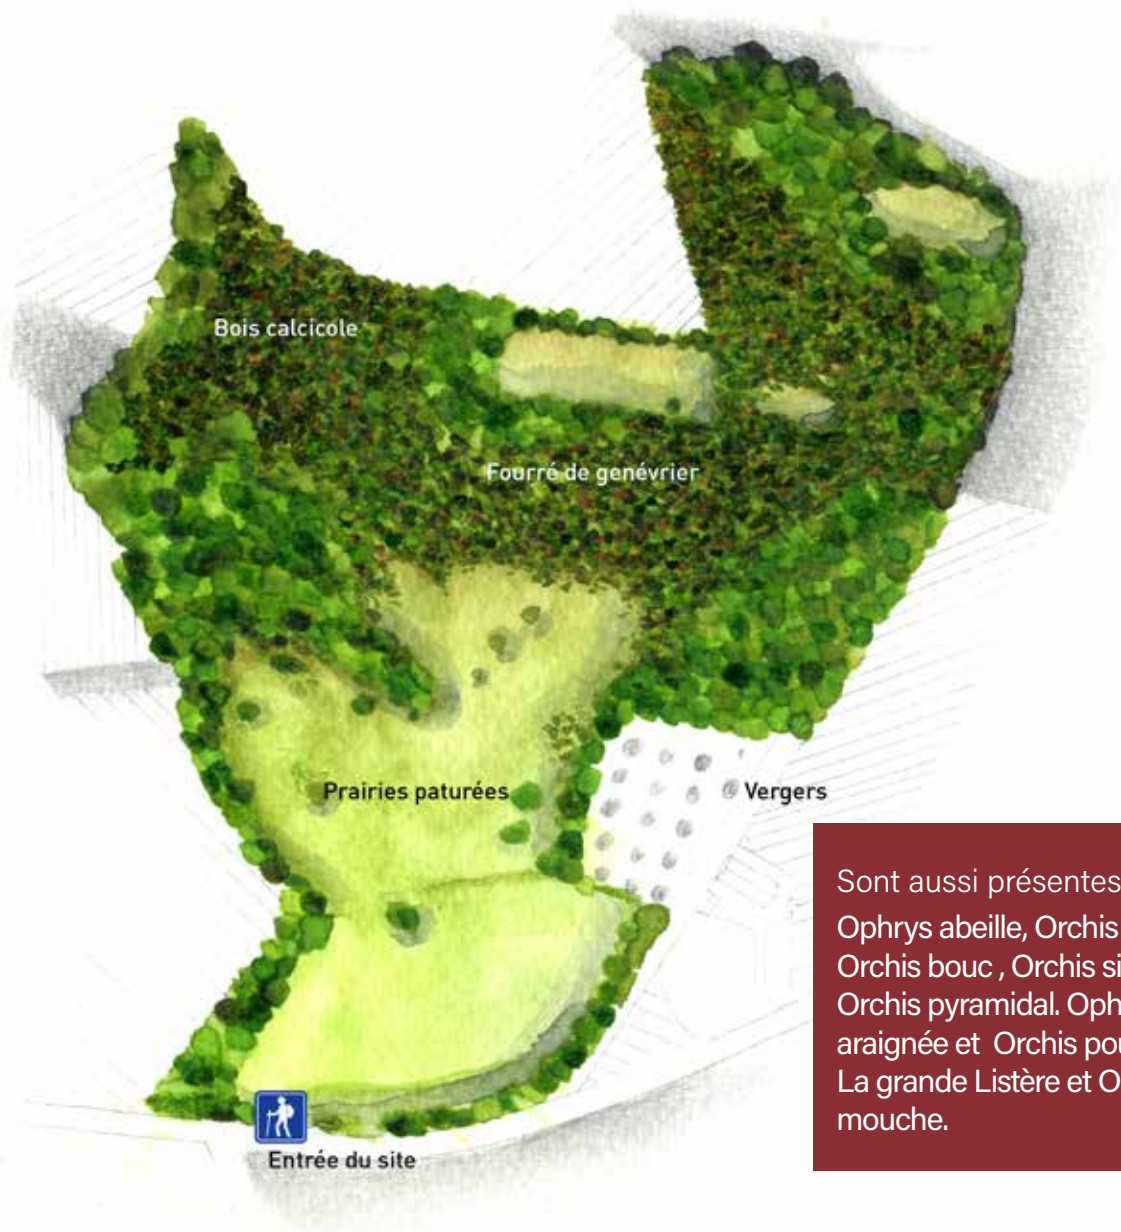 Bois calcicole
Fourré de genévrier
Prairies paturées
Vergers
Entrée du site
Sont aussi présentes
Ophrys abeille, Orchis
Orchis bouc , Orchis
Orchis pyramidal.
araignée et Orchis
La grande Listère et
mouche.